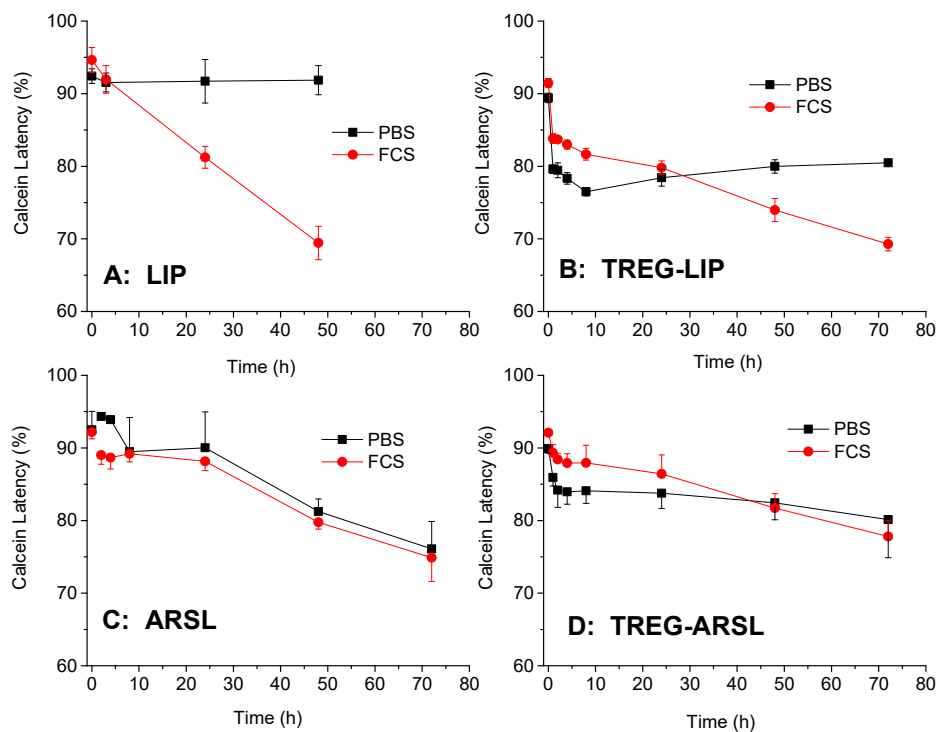 100
90
80
70
60
Calcein Latency (%)
PBS
FCS
A: LIP
0 10 20 30 40 50 60 70 80
Time (h)
100
90
80
70
60
Calcein Latency (%)
PBS
FCS
B: TREG-LIP
0 10 20 30 40 50 60 70 80
Time (h)
100
90
80
70
60
Calcein Latency (%)
PBS
FCS
C: ARSL
0 10 20 30 40 50 60 70 80
Time (h)
100
90
80
70
60
Calcein Latency (%)
PBS
FCS
D: TREG-ARSL
0 10 20 30 40 50 60 70 80
Time (h)